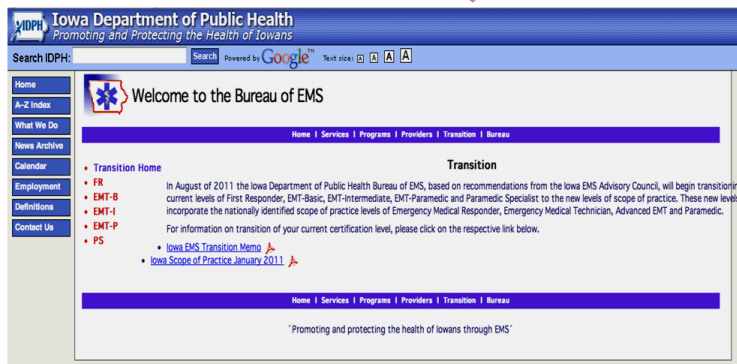 IDPH
Iowa Department of Public Health
Promoting and Protecting the Health of Iowans
Search IDPH:
Search
Powered by Google™
Text size: A A A A
Home
A-Z Index
What We Do
News Archive
Calendar
Employment
Definitions
Contact Us
Welcome to the Bureau of EMS
Home | Services | Programs | Providers | Transition | Bureau
• Transition Home
• FR
• EMT-B
• EMT-I
• EMT-P
• PS
Transition
In August of 2011 the Iowa Department of Public Health Bureau of EMS, based on recommendations from the Iowa EMS Advisory Council, will begin transitionin
current levels of First Responder, EMT-Basic, EMT-Intermediate, EMT-Paramedic and Paramedic Specialist to the new levels of scope of practice. These new level
incorporate the nationally identified scope of practice levels of Emergency Medical Responder, Emergency Medical Technician, Advanced EMT and Paramedic.
For information on transition of your current certification level, please click on the respective link below.
• Iowa EMS Transition Memo
• Iowa Scope of Practice January 2011
Home | Services | Programs | Providers | Transition | Bureau
´Promoting and protecting the health of Iowans through EMS´